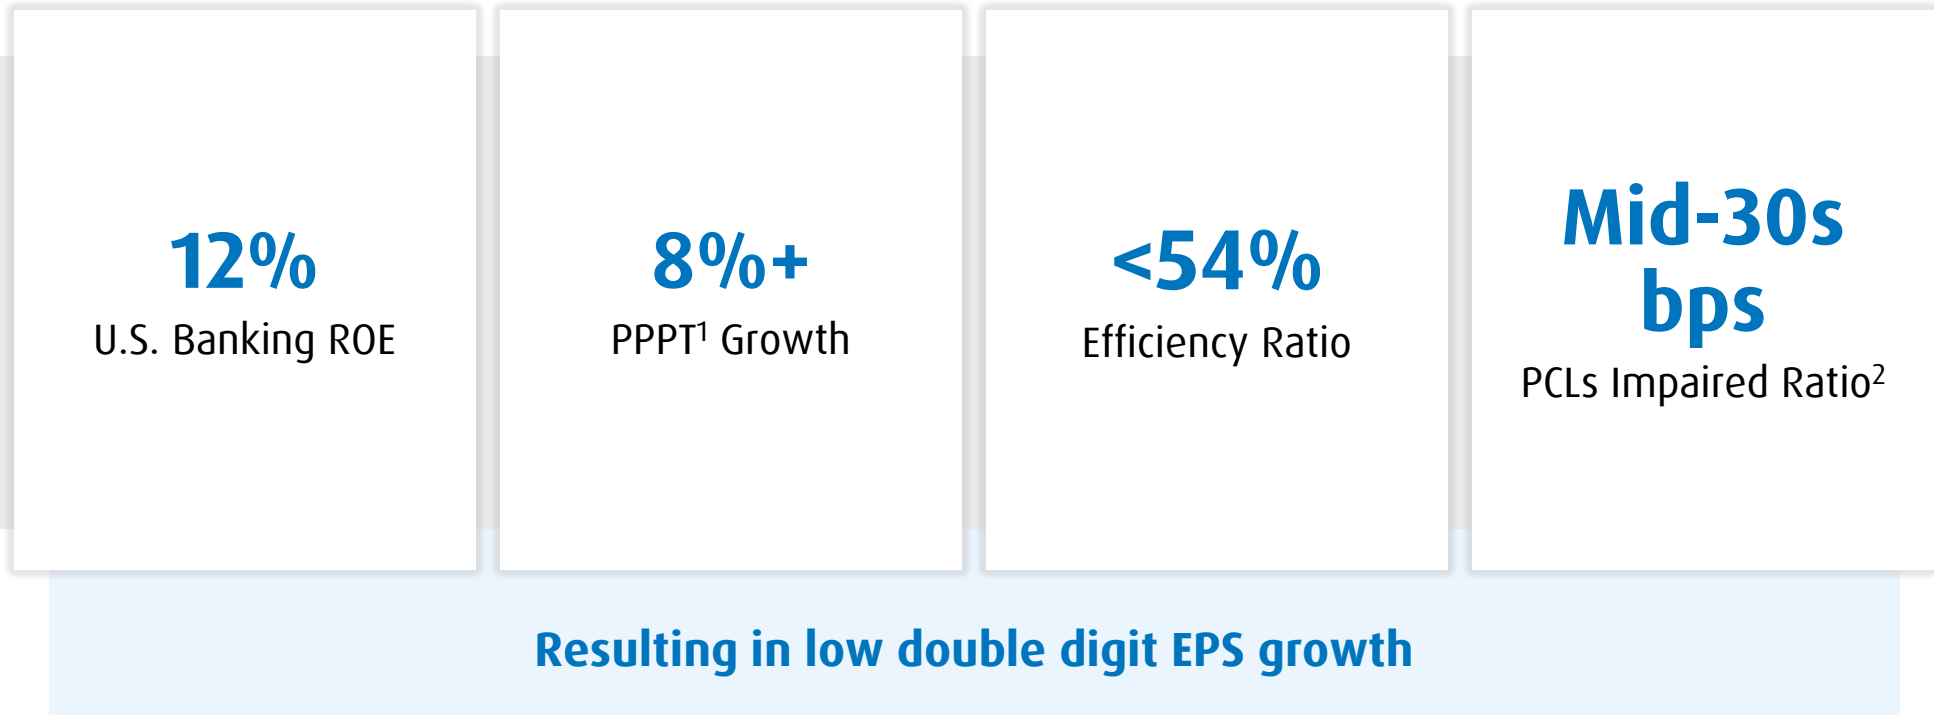 12%
U.S. Banking ROE
8%+
PPPT¹ Growth
<54%
Efficiency Ratio
Mid-30s
bps
PCLs Impaired Ratio²
Resulting in low double digit EPS growth